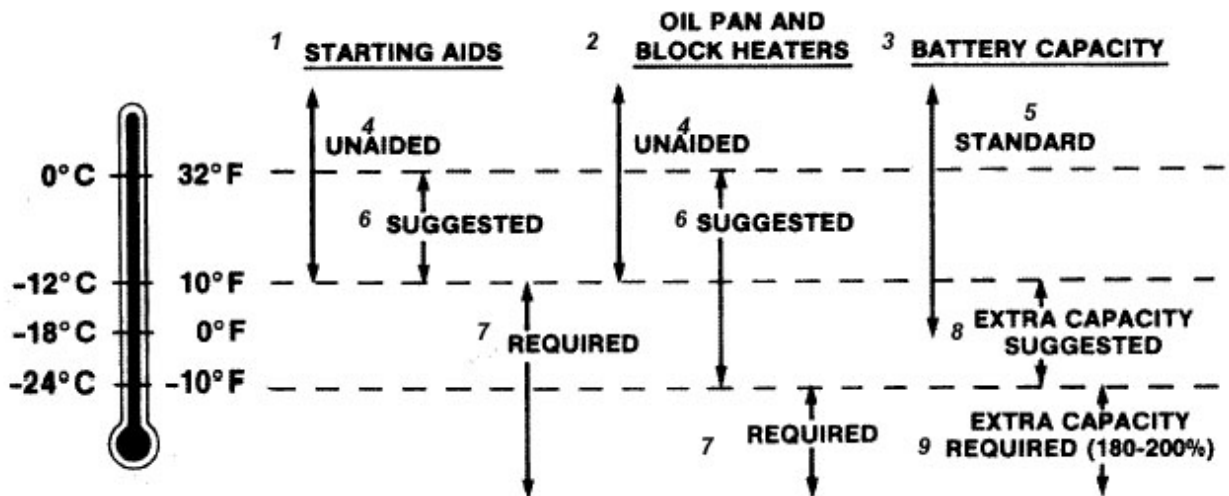 1 STARTING AIDS
2 OIL PAN AND
BLOCK HEATERS
3 BATTERY CAPACITY
4
UNAIDED
4
UNAIDED
5
STANDARD
0°C 32°F
6 SUGGESTED
6 SUGGESTED
-12°C 10°F
-18°C 0°F
7 REQUIRED
8 EXTRA CAPACITY
SUGGESTED
-24°C -10°F
7 REQUIRED
9 EXTRA CAPACITY
REQUIRED (180-200%)